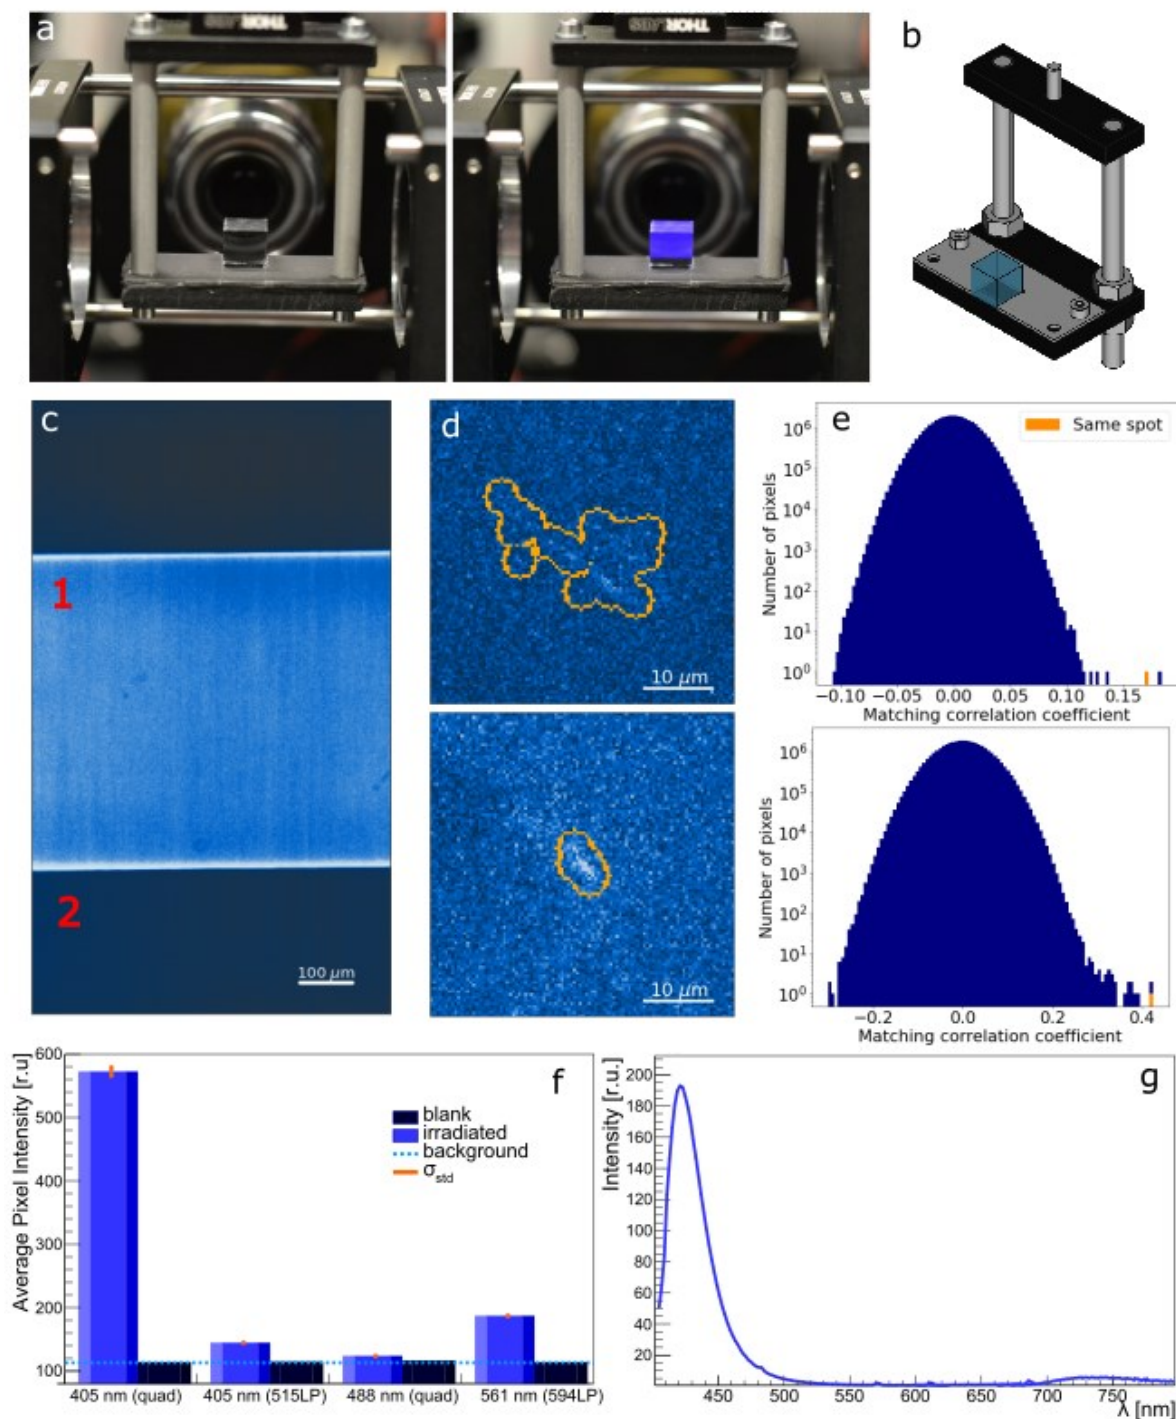 a
THORLABS
b
c
1
2
100 μm
d
10 μm
10 μm
e
Same spot
Number of pixels
10⁶
10⁵
10⁴
10³
10²
10¹
10⁰
−0.10 −0.05 0.00 0.05 0.10 0.15
Matching correlation coefficient
Number of pixels
10⁶
10⁵
10⁴
10³
10²
10¹
10⁰
−0.2 0.0 0.2 0.4
Matching correlation coefficient
f
Average Pixel Intensity [r.u]
600
500
400
300
200
100
blank
irradiated
background
σstd
405 nm (quad) 405 nm (515LP) 488 nm (quad) 561 nm (594LP)
g
Intensity [r.u.]
200
180
160
140
120
100
80
60
40
20
450 500 550 600 650 700 750
λ [nm]